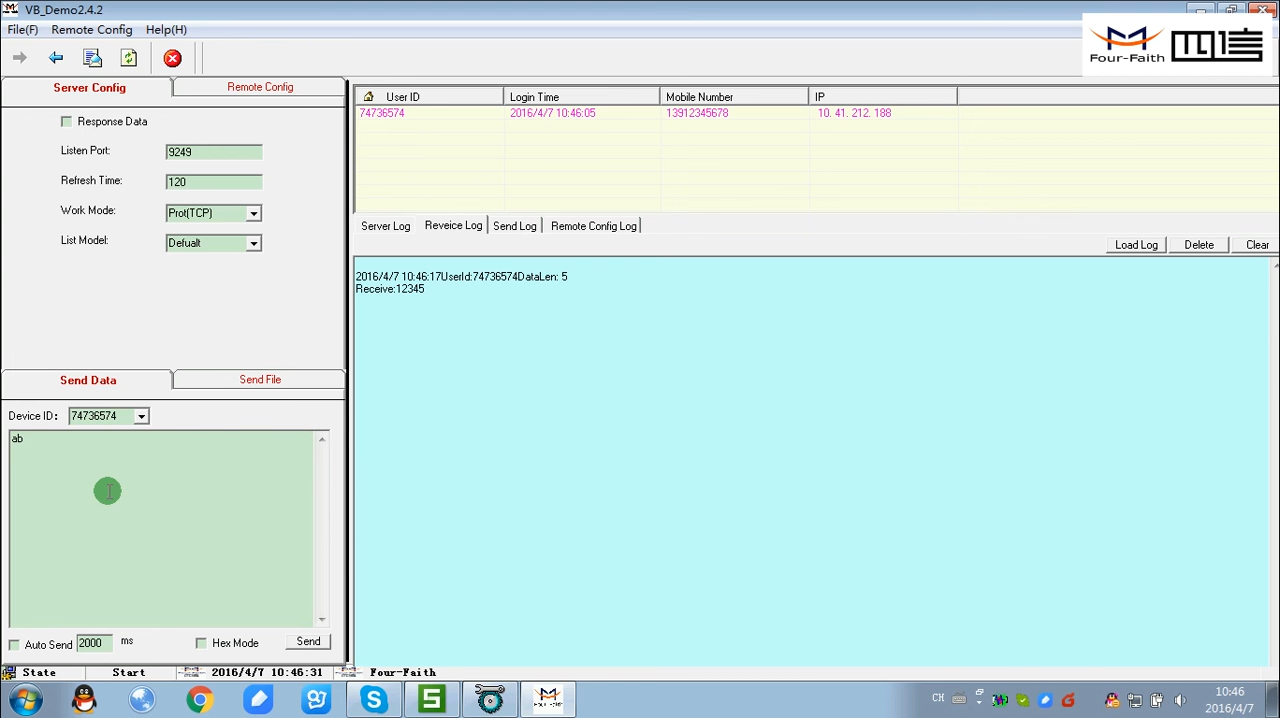 VB_Demo2.4.2
File(F) Remote Config Help(H)
Four-Faith 四信
Server Config Remote Config
Response Data
Listen Port: 9249
Refresh Time: 120
Work Mode: Prot(TCP)
List Model: Defualt
User ID Login Time Mobile Number IP
74736574 2016/4/7 10:46:05 13912345678 10. 41. 212. 188
Server Log Reveice Log Send Log Remote Config Log
Load Log Delete Clear
2016/4/7 10:46:17UserId:74736574DataLen: 5
Receive:12345
Send Data Send File
Device ID: 74736574
ab
Auto Send 2000 ms Hex Mode Send
State Start 2016/4/7 10:46:31 Four-Faith
CH 10:46
2016/4/7